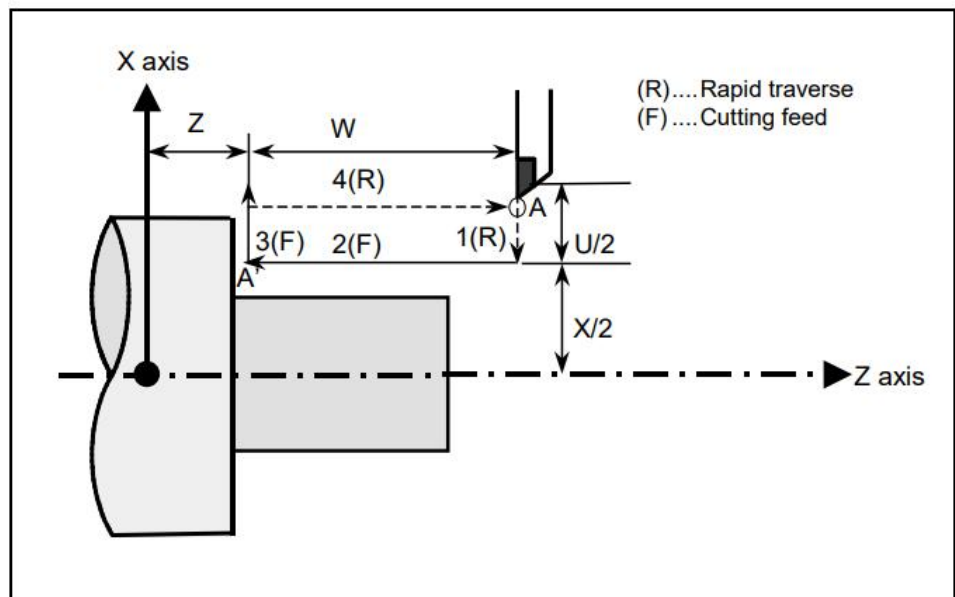 X axis
(R)....Rapid traverse
(F) ....Cutting feed
Z
W
4(R)
A
3(F)
2(F)
1(R)
U/2
A'
X/2
Z axis